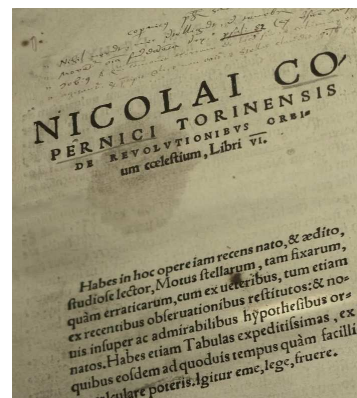 NICOLAI CO
PERNICI TORINENSIS
DE REVOLVTIONIBVS ORBI-
um cœlestium, Libri VI.
Habes in hoc opere iam recens nato, & ædito,
studiose lector, Motus stellarum, tam fixarum,
quàm erraticarum, cum ex ueteribus, tum etiam
ex recentibus obseruationibus restitutos: & no-
uis insuper ac admirabilibus hypothesibus or-
natos. Habes etiam Tabulas expeditissimas, ex
quibus eosdem ad quoduis tempus quàm facilli
calculare poteris. Igitur eme, lege, fruere.